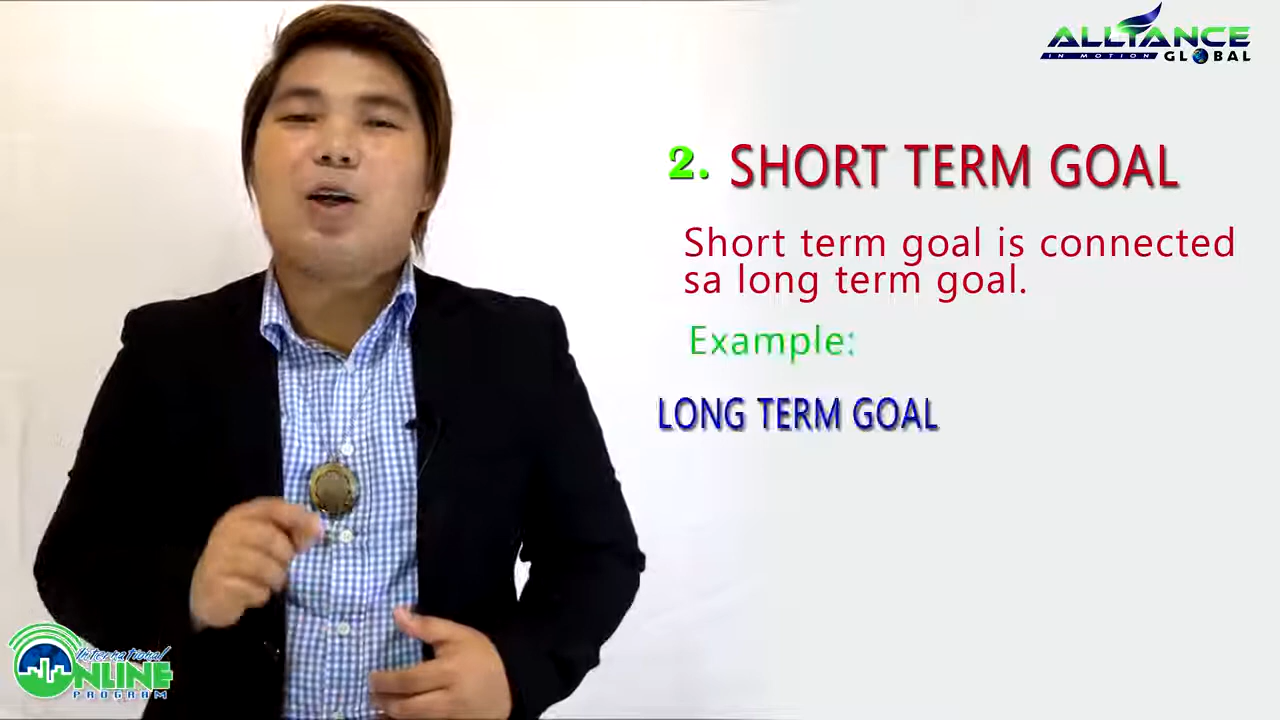 ALLIANCE
IN MOTION GLOBAL
2. SHORT TERM GOAL
Short term goal is connected
sa long term goal.
Example:
LONG TERM GOAL
International
ONLINE
PROGRAM